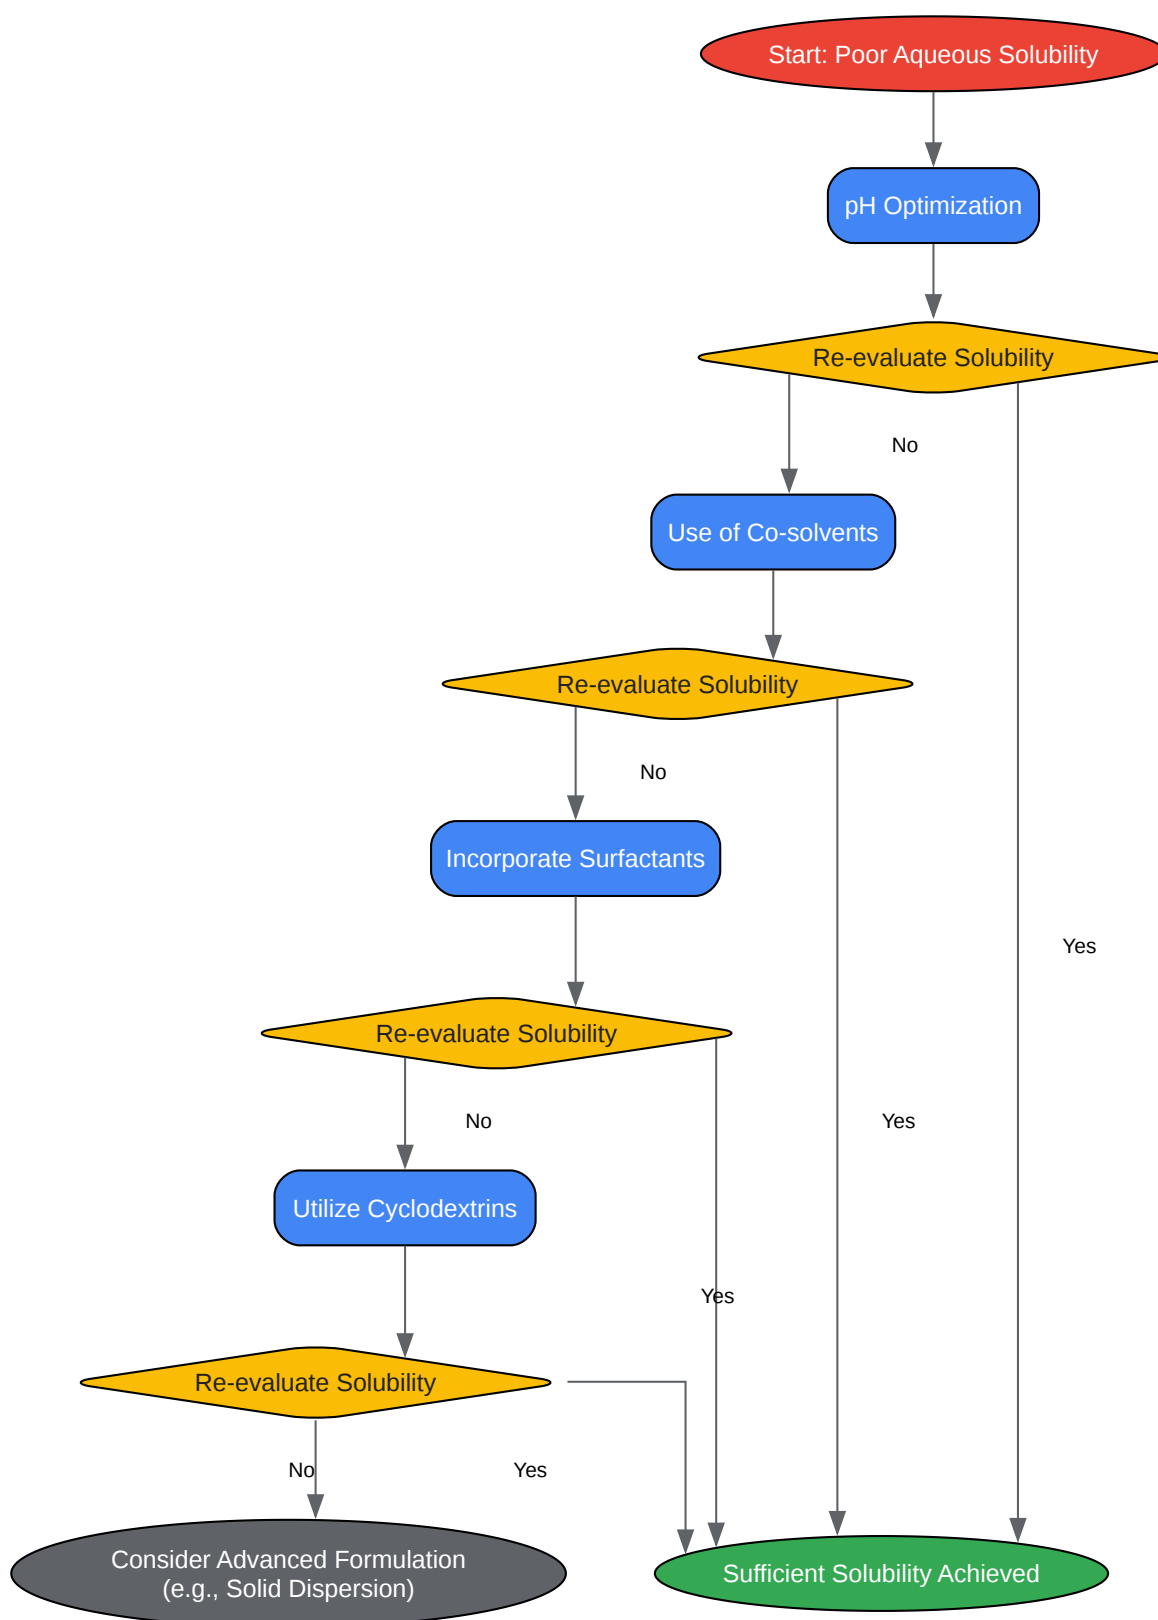 Start: Poor Aqueous Solubility
pH Optimization
Re-evaluate Solubility
No
Use of Co-solvents
Re-evaluate Solubility
No
Incorporate Surfactants
Yes
Re-evaluate Solubility
No
Yes
Utilize Cyclodextrins
Yes
Re-evaluate Solubility
No
Yes
Consider Advanced Formulation
(e.g., Solid Dispersion)
Sufficient Solubility Achieved